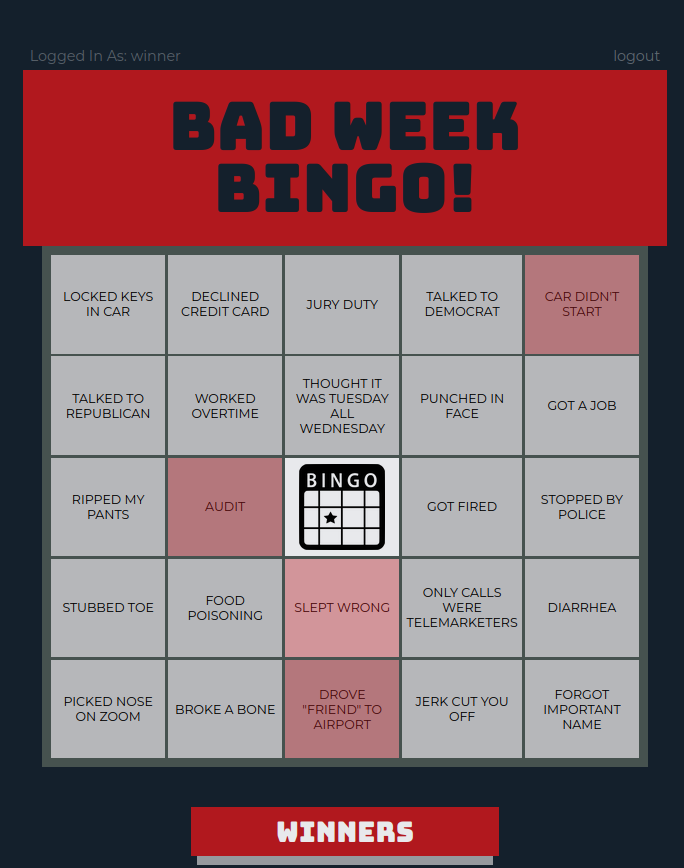 Logged In As: winner
logout
BAD WEEK
BINGO!
LOCKED KEYS
IN CAR
DECLINED
CREDIT CARD
JURY DUTY
TALKED TO
DEMOCRAT
CAR DIDN'T
START
TALKED TO
REPUBLICAN
WORKED
OVERTIME
THOUGHT IT
WAS TUESDAY
ALL
WEDNESDAY
PUNCHED IN
FACE
GOT A JOB
RIPPED MY
PANTS
AUDIT
BINGO
GOT FIRED
STOPPED BY
POLICE
STUBBED TOE
FOOD
POISONING
SLEPT WRONG
ONLY CALLS
WERE
TELEMARKETERS
DIARRHEA
PICKED NOSE
ON ZOOM
BROKE A BONE
DROVE
"FRIEND" TO
AIRPORT
JERK CUT YOU
OFF
FORGOT
IMPORTANT
NAME
WINNERS